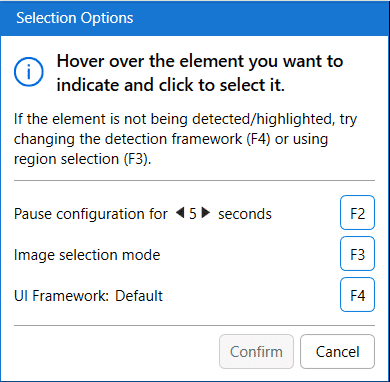 Selection Options
Hover over the element you want to
indicate and click to select it.
If the element is not being detected/highlighted, try
changing the detection framework (F4) or using
region selection (F3).
Pause configuration for 5 seconds F2
Image selection mode F3
UI Framework: Default F4
Confirm Cancel